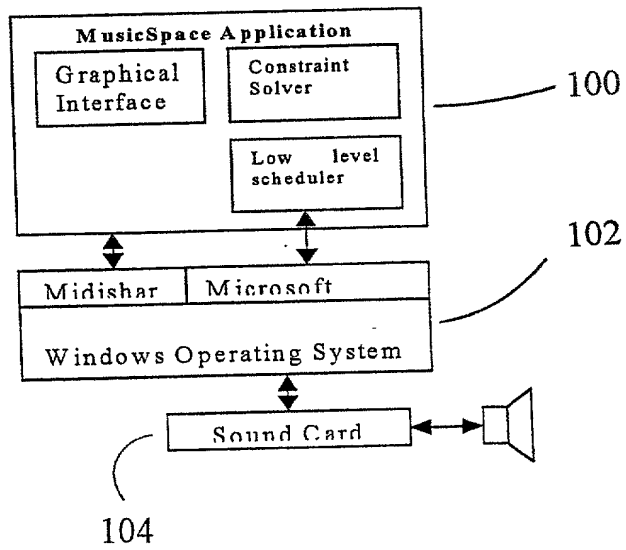 MusicSpace Application
Graphical
Interface
Constraint
Solver
Low level
scheduler
100
102
Midishar
Microsoft
Windows Operating System
Sound Card
104